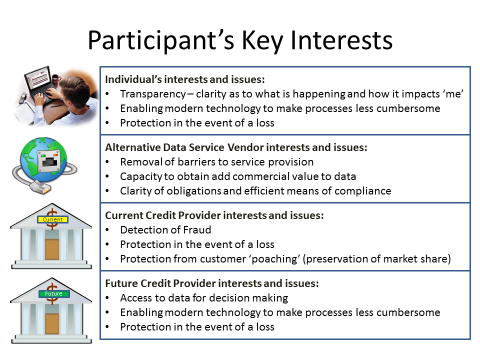 Participant's Key Interests
Individual's interests and issues:
• Transparency – clarity as to what is happening and how it impacts 'me'
• Enabling modern technology to make processes less cumbersome
• Protection in the event of a loss
Alternative Data Service Vendor interests and issues:
• Removal of barriers to service provision
• Capacity to obtain add commercial value to data
• Clarity of obligations and efficient means of compliance
Current
Current Credit Provider interests and issues:
• Detection of Fraud
• Protection in the event of a loss
• Protection from customer 'poaching' (preservation of market share)
Future
Future Credit Provider interests and issues:
• Access to data for decision making
• Enabling modern technology to make processes less cumbersome
• Protection in the event of a loss